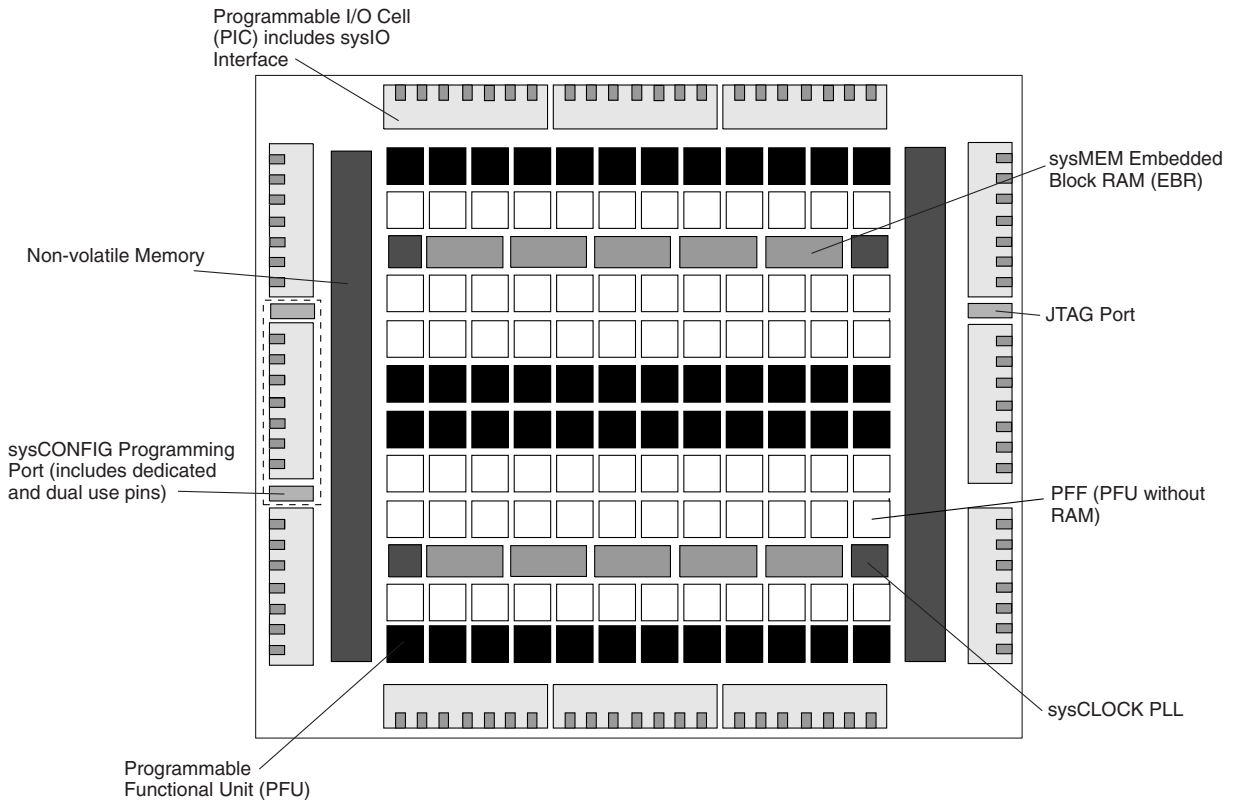 Programmable I/O Cell
(PIC) includes sysIO
Interface
sysMEM Embedded
Block RAM (EBR)
Non-volatile Memory
JTAG Port
sysCONFIG Programming
Port (includes dedicated
and dual use pins)
PFF (PFU without
RAM)
sysCLOCK PLL
Programmable
Functional Unit (PFU)